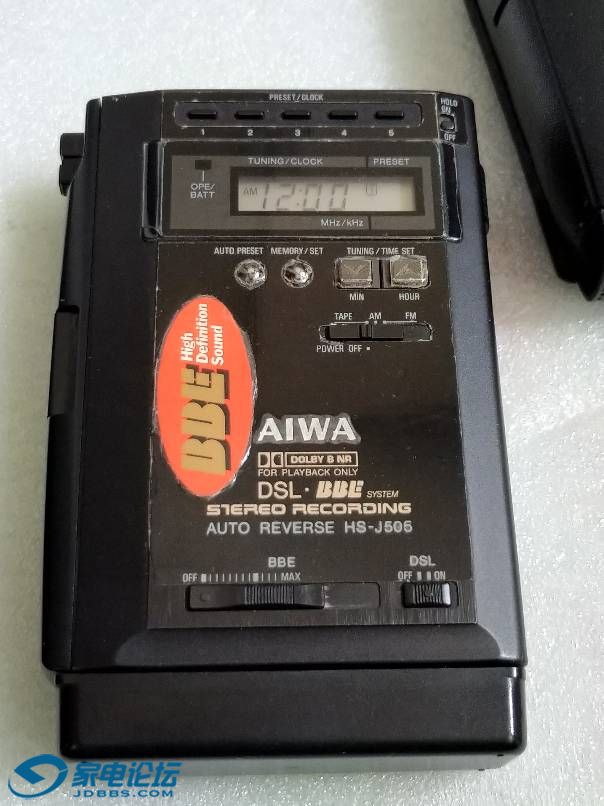 PRESET/CLOCK
1 2 3 4 5
HOLD
ON
OFF
TUNING/CLOCK PRESET
OPE/
BATT
AM 12:00
MHz/kHz
AUTO PRESET MEMORY/SET TUNING/TIME SET
MIN HOUR
TAPE AM FM
POWER OFF
BBE
High
Definition
Sound
AIWA
DOLBY B NR
FOR PLAYBACK ONLY
DSL·BBE SYSTEM
STEREO RECORDING
AUTO REVERSE HS-J505
BBE DSL
OFF MAX OFF ON
家电论坛
JDBBS.COM